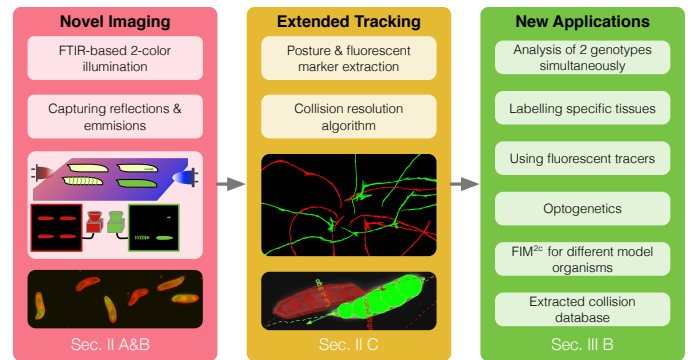 Novel Imaging
FTIR-based 2-color
illumination
Capturing reflections &
emmisions
Sec. II A&B
Extended Tracking
Posture & fluorescent
marker extraction
Collision resolution
algorithm
Sec. II C
New Applications
Analysis of 2 genotypes
simultaneously
Labelling specific tissues
Using fluorescent tracers
Optogenetics
FIM²ᶜ for different model
organisms
Extracted collision
database
Sec. III B